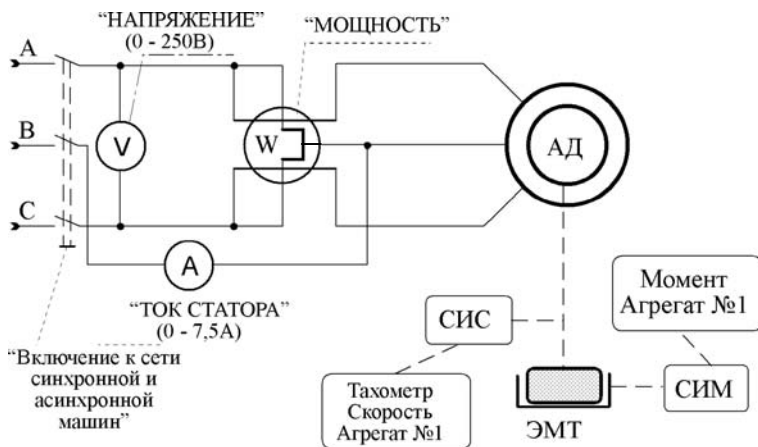 “НАПРЯЖЕНИЕ”
(0 - 250В)
“МОЩНОСТЬ”
A
B
C
V
W
АД
A
“ТОК СТАТОРА”
(0 - 7,5А)
“Включение к сети
синхронной и
асинхронной
машин”
СИС
Тахометр
Скорость
Агрегат №1
Момент
Агрегат №1
СИМ
ЭМТ